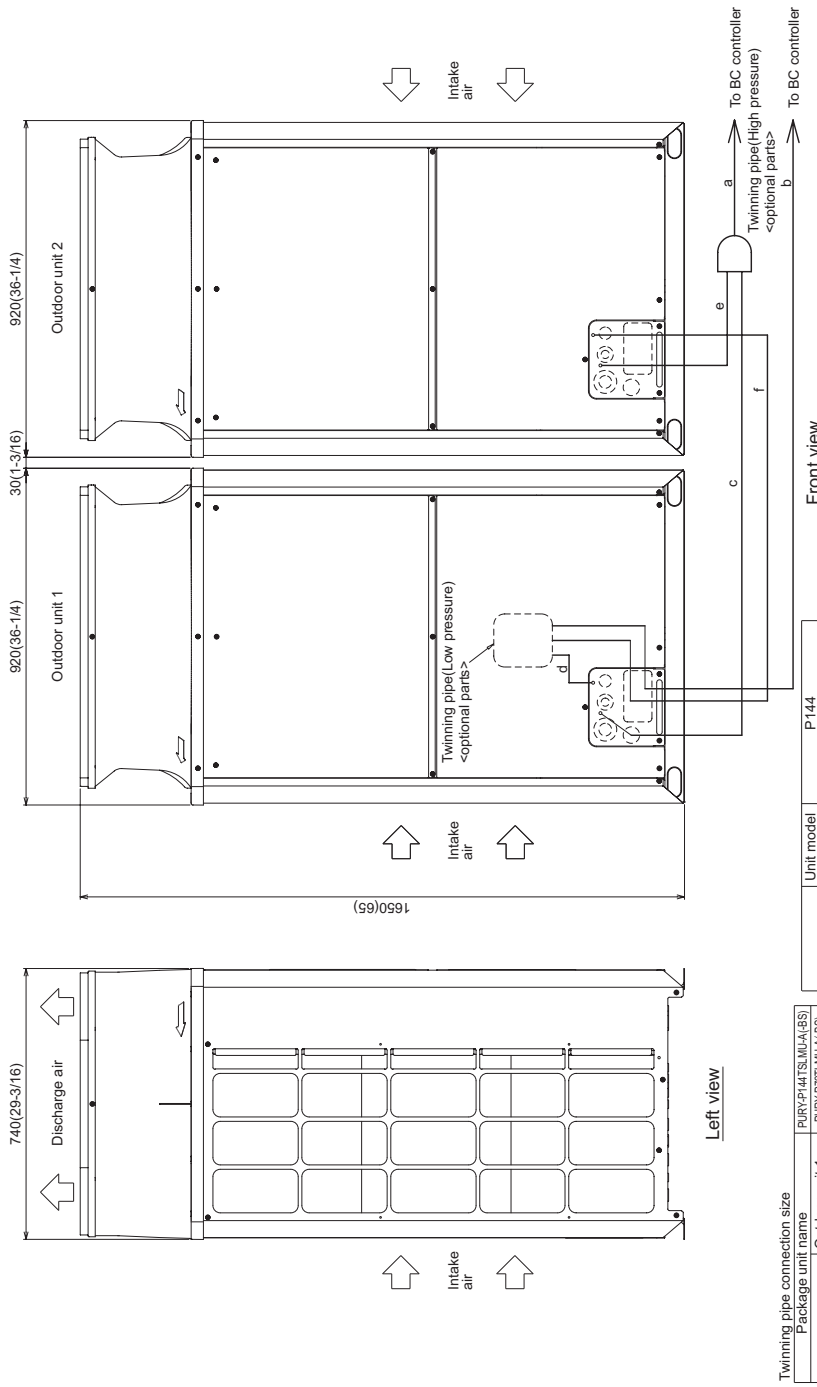 740(29-3/16)
Discharge air
Intake
air
Left view
1650(65)
920(36-1/4)
30(1-3/16)
920(36-1/4)
Outdoor unit 1
Outdoor unit 2
Intake
air
Intake
air
Twinning pipe(Low pressure)
<optional parts>
d
e
a
To BC controller
Twinning pipe(High pressure)
<optional parts>
c
f
b
To BC controller
Front view
Twinning pipe connection size
Package unit name
PURY-P144TSLMU-A(-BS)
Unit model
P144